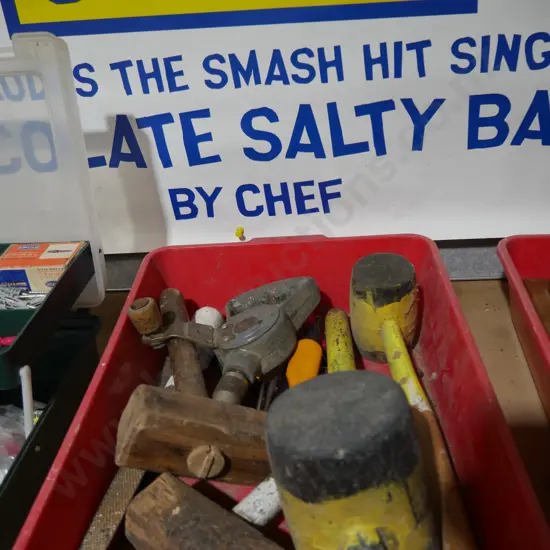 S THE SMASH HIT SING
LATE SALTY BA
BY CHEF